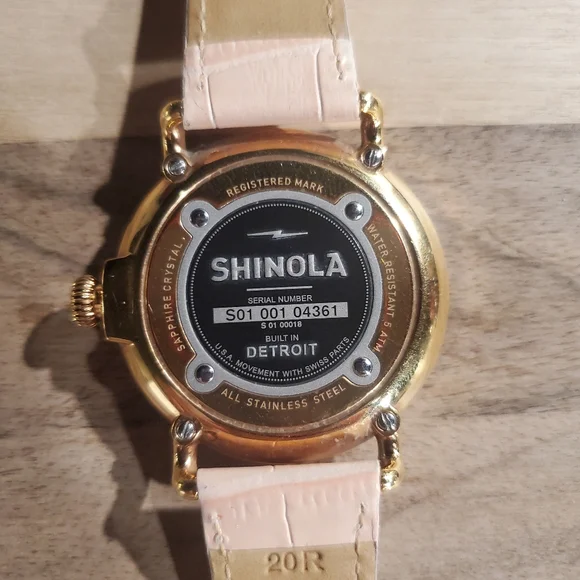 REGISTERED MARK
WATER RESISTANT 5 ATM
SAPPHIRE CRYSTAL
SHINOLA
SERIAL NUMBER
S01 001 04361
S 01 00018
BUILT IN
DETROIT
U.S.A. MOVEMENT WITH SWISS PARTS
ALL STAINLESS STEEL
20R